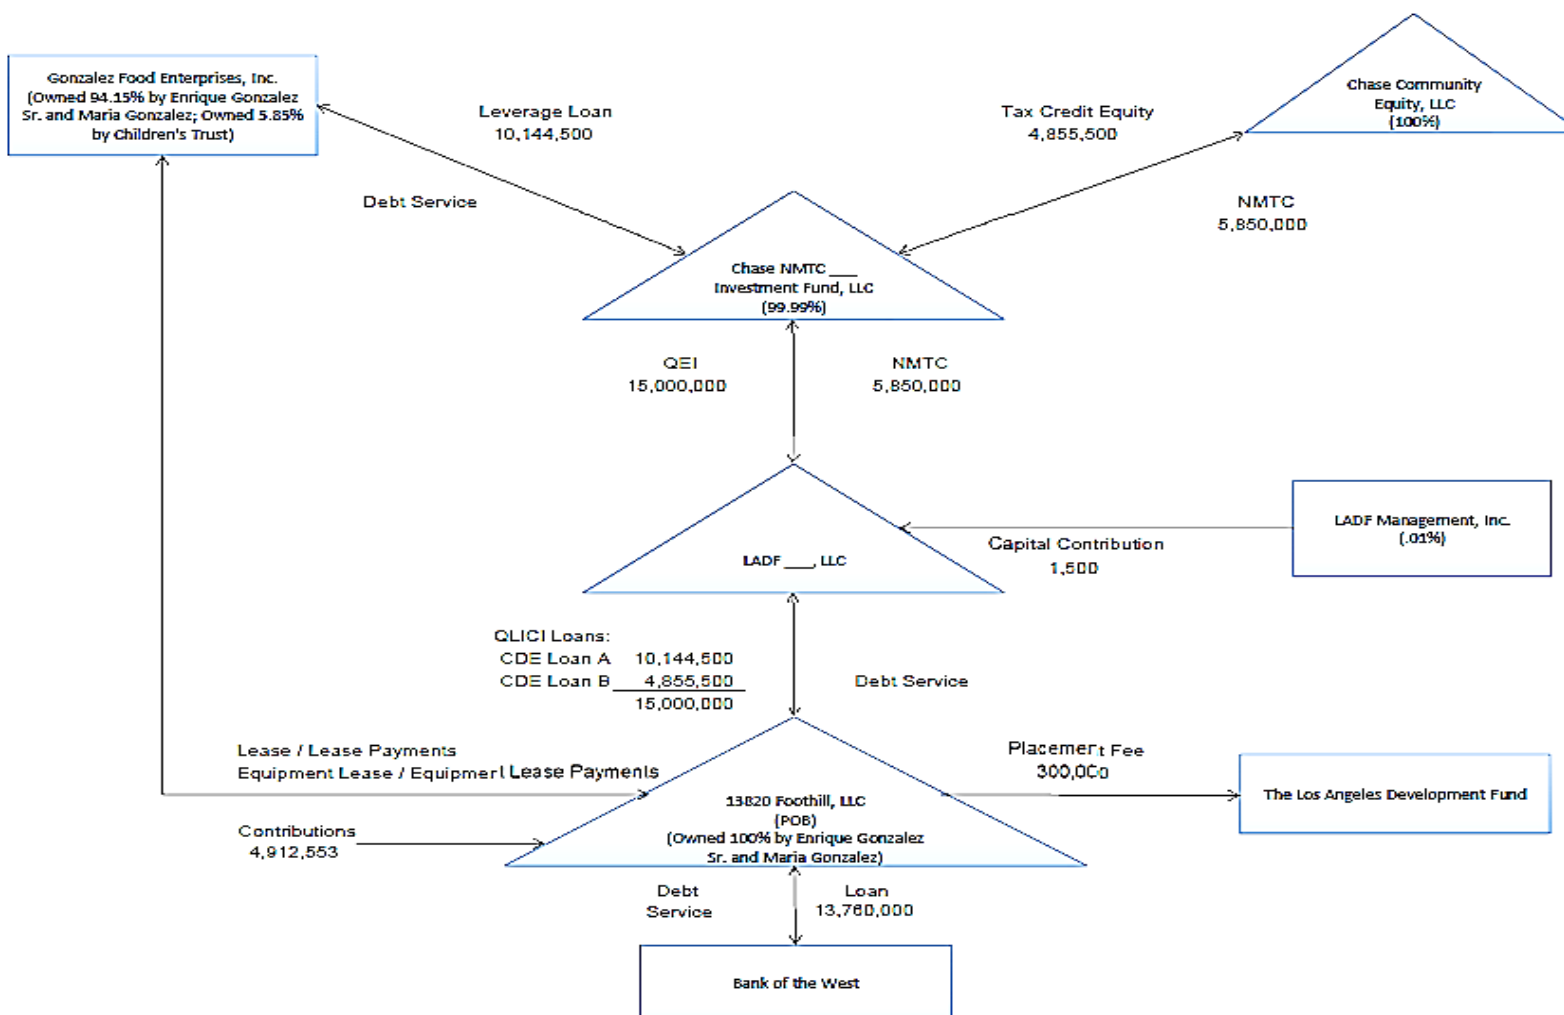 Gonzalez Food Enterprises, Inc.
(Owned 94.15% by Enrique Gonzalez
Sr. and Maria Gonzalez; Owned 5.85%
by Children's Trust)
Leverage Loan
10,144,500
Debt Service
Tax Credit Equity
4,855,500
Chase Community
Equity, LLC
(100%)
NMTC
5,850,000
Chase NMTC ___
Investment Fund, LLC
(99.99%)
QEI
15,000,000
NMTC
5,850,000
LADF ___, LLC
Capital Contribution
1,500
LADF Management, Inc.
(.01%)
QLICI Loans:
CDE Loan A 10,144,500
CDE Loan B 4,855,500
15,000,000
Debt Service
Lease / Lease Payments
Equipment Lease / Equipment Lease Payments
Contributions
4,912,553
13820 Foothill, LLC
(POB)
(Owned 100% by Enrique Gonzalez
Sr. and Maria Gonzalez)
Placement Fee
300,000
The Los Angeles Development Fund
Debt
Service
Loan
13,760,000
Bank of the West